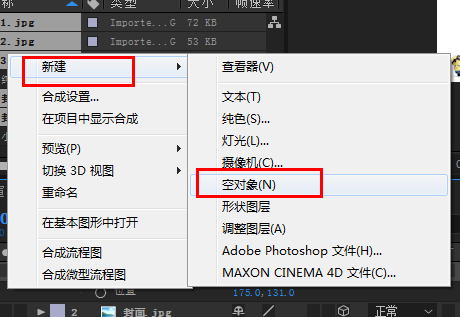 名称 类型 大小 帧速率
1.jpg Importe...G 72 KB
2.jpg Importe...G 53 KB
3
新建
合成设置...
在项目中显示合成
预览(P)
切换 3D 视图
重命名
在基本图形中打开
合成流程图
合成微型流程图
查看器(V)
文本(T)
纯色(S)...
灯光(L)...
摄像机(C)...
空对象(N)
形状图层
调整图层(A)
Adobe Photoshop 文件(H)...
MAXON CINEMA 4D 文件(C)...
位置 175.0,131.0
2 封面.jpg 正常